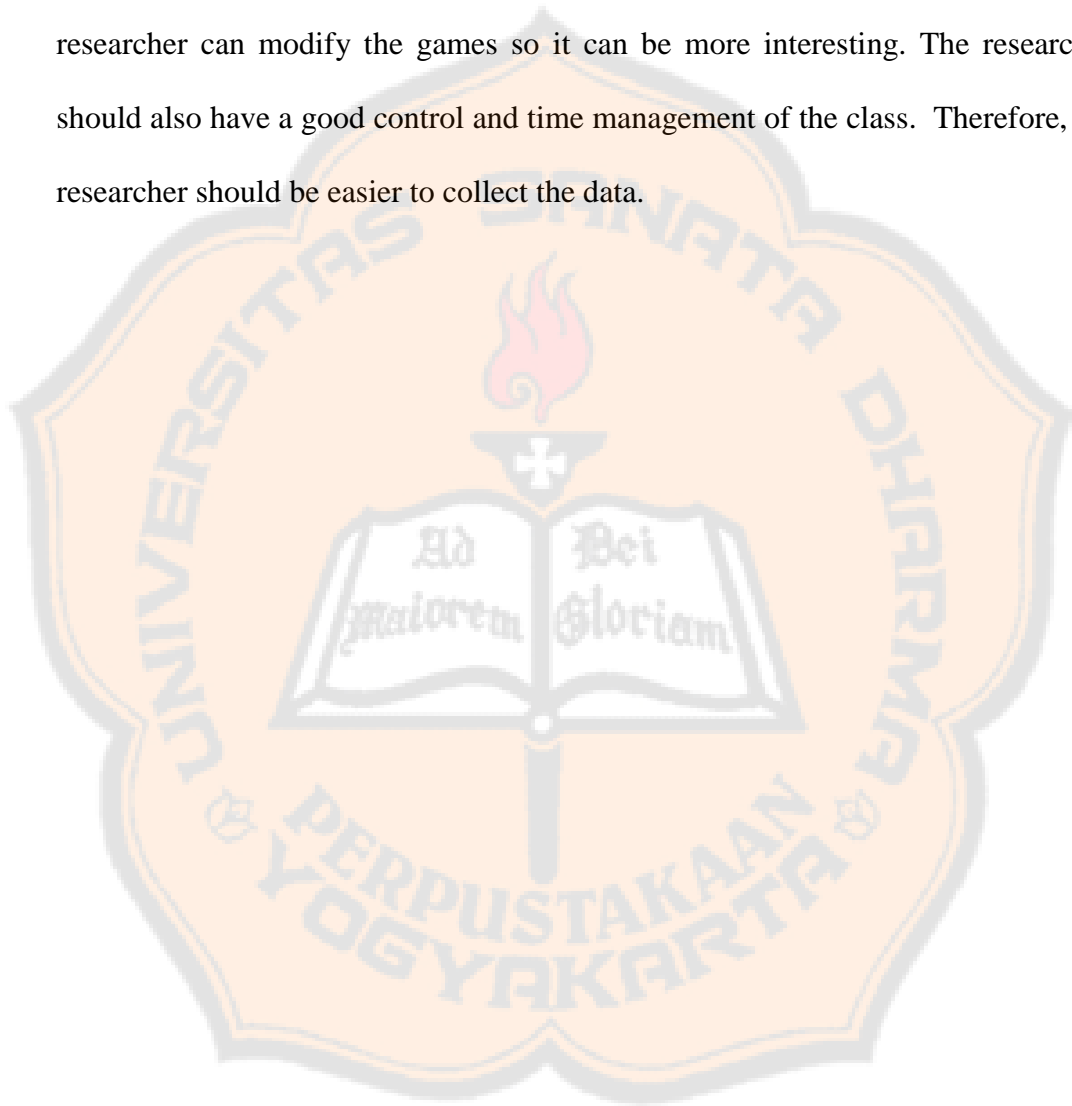 researcher can modify the games so it can be more interesting. The researc
should also have a good control and time management of the class. Therefore,
researcher should be easier to collect the data.
UNIVERSITAS SANATA DHARMA
Ad Dei
maiorem Gloriam
PERPUSTAKAAN
YOGYAKARTA